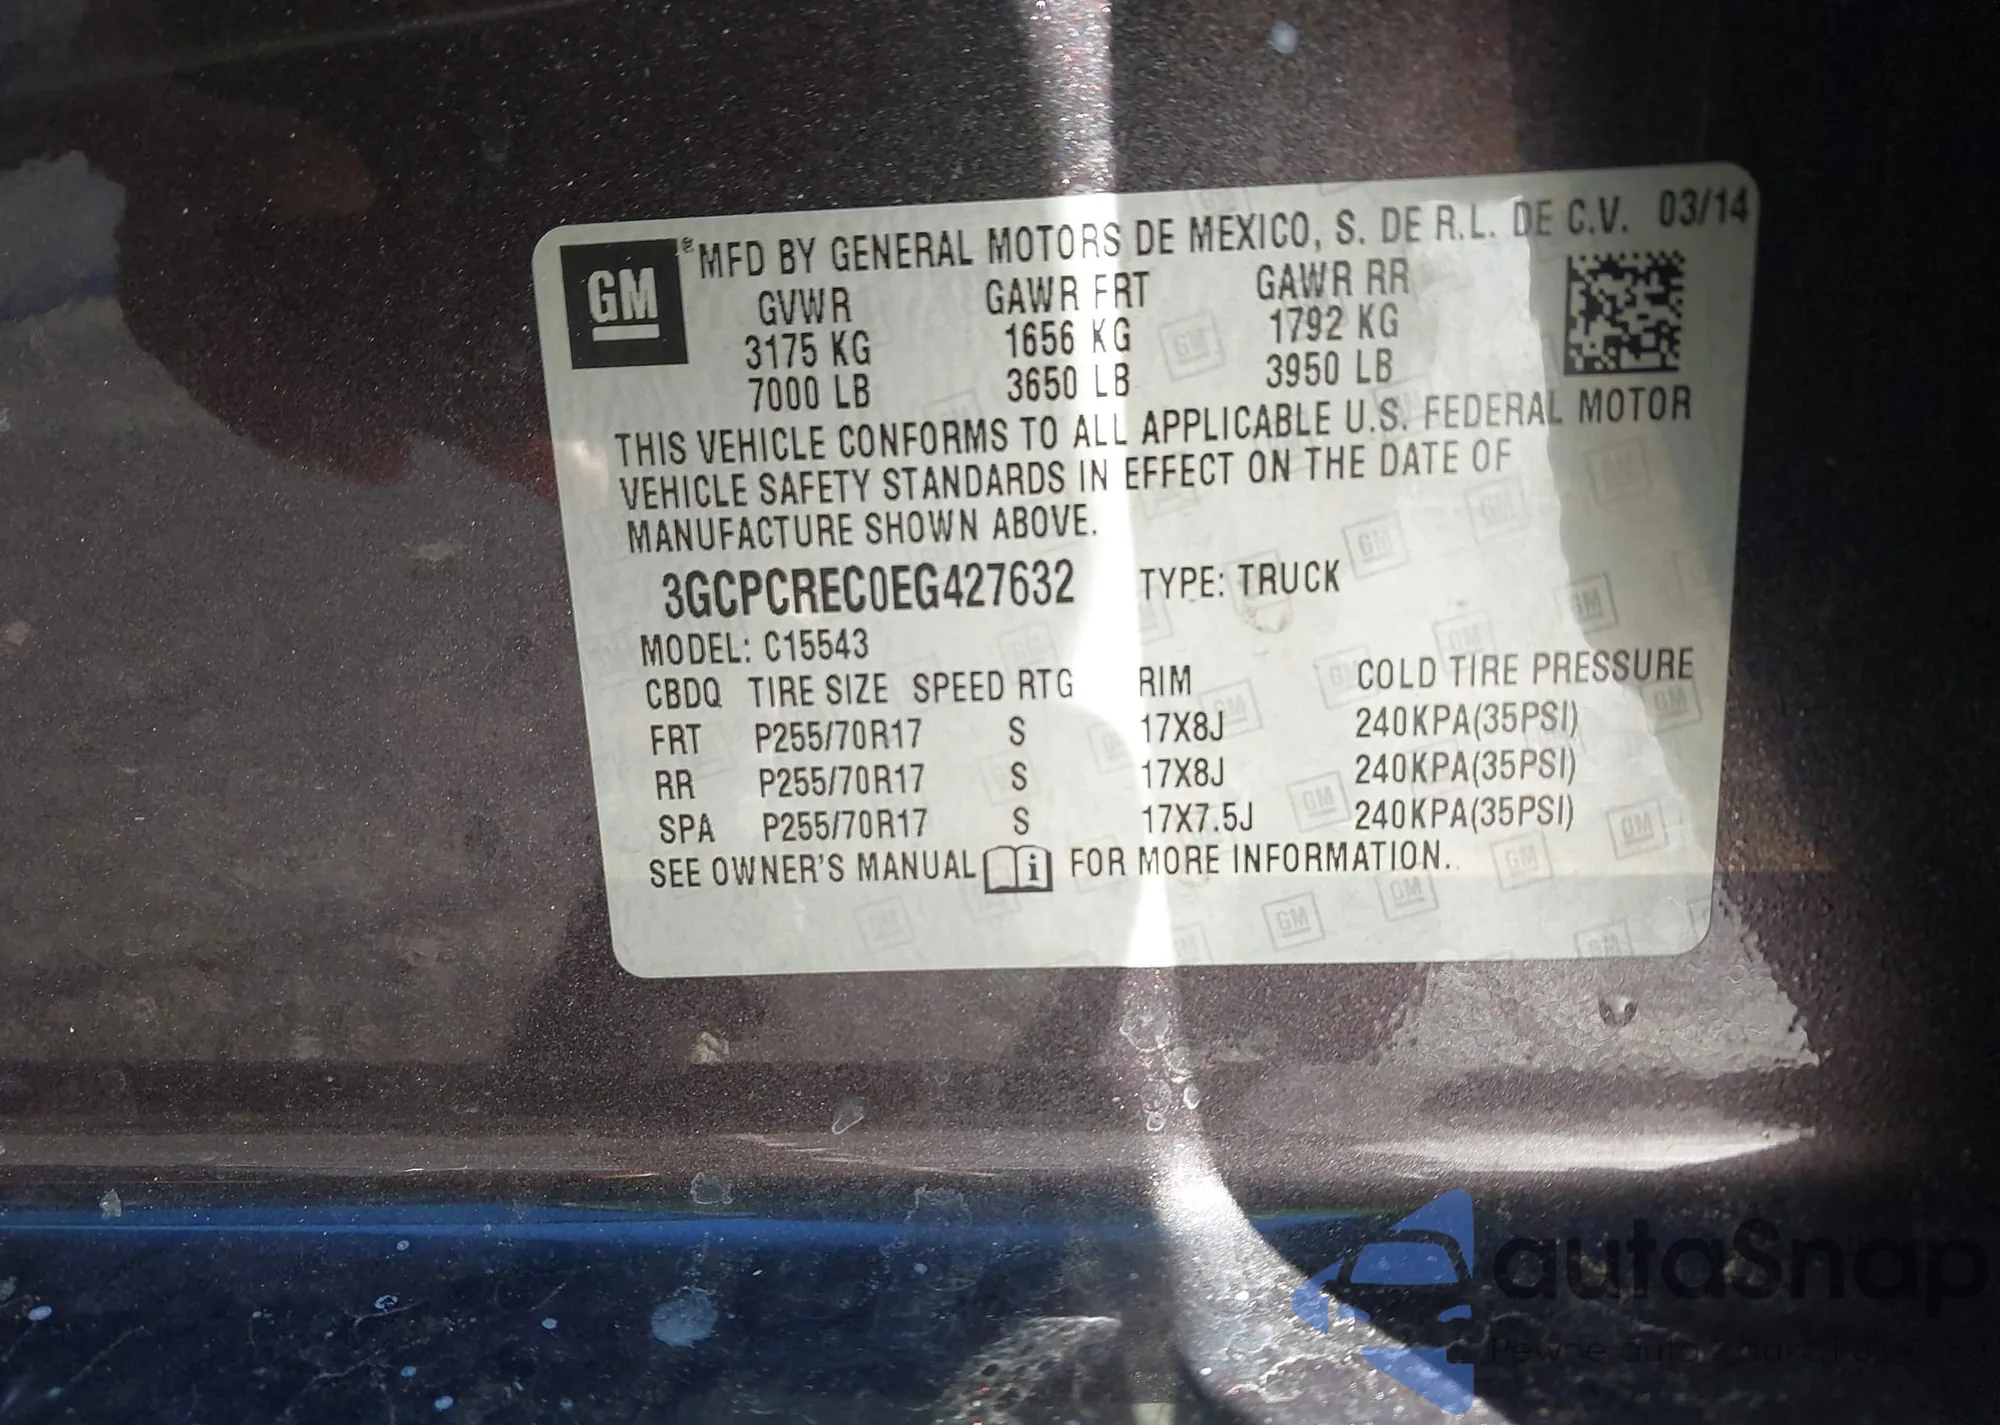 GM
® MFD BY GENERAL MOTORS DE MEXICO, S. DE R.L. DE C.V. 03/14
GVWR GAWR FRT GAWR RR
3175 KG 1656 KG 1792 KG
7000 LB 3650 LB 3950 LB
THIS VEHICLE CONFORMS TO ALL APPLICABLE U.S. FEDERAL MOTOR
VEHICLE SAFETY STANDARDS IN EFFECT ON THE DATE OF
MANUFACTURE SHOWN ABOVE.
3GCPCREC0EG427632 TYPE: TRUCK
MODEL: C15543
CBDQ TIRE SIZE SPEED RTG RIM COLD TIRE PRESSURE
FRT P255/70R17 S 17X8J 240KPA(35PSI)
RR P255/70R17 S 17X8J 240KPA(35PSI)
SPA P255/70R17 S 17X7.5J 240KPA(35PSI)
SEE OWNER'S MANUAL i FOR MORE INFORMATION.
autaSnap
Pewne auta z